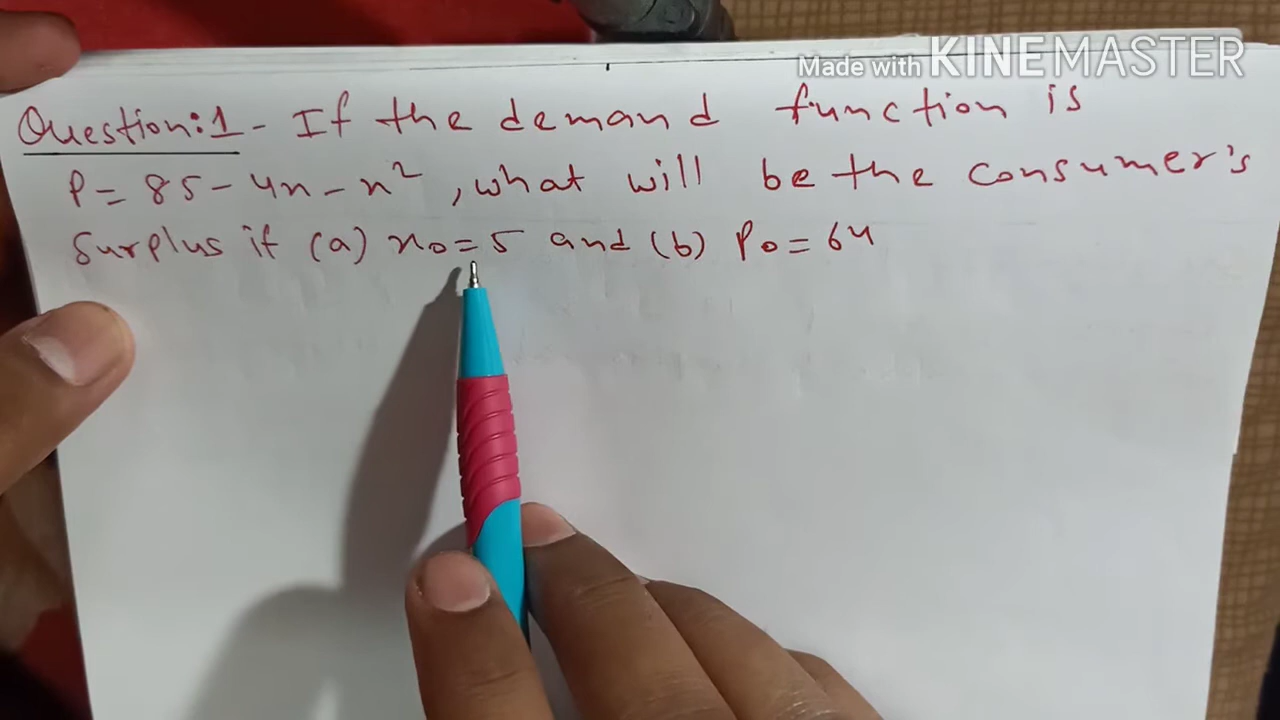 Made with KINEMASTER
Question:1 - If the demand function is
P = 85 - 4x - x², what will be the consumer's
Surplus if (a) x₀ = 5 and (b) P₀ = 64